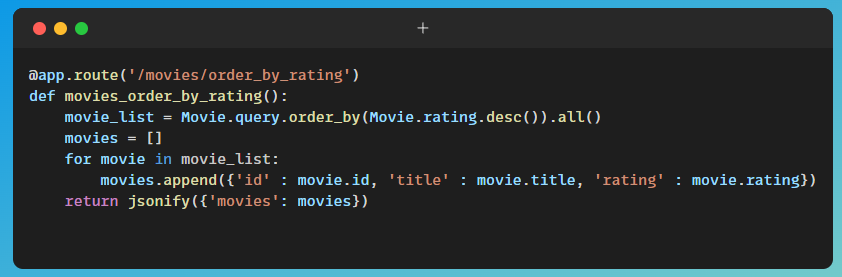 +
@app.route('/movies/order_by_rating')
def movies_order_by_rating():
    movie_list = Movie.query.order_by(Movie.rating.desc()).all()
    movies = []
    for movie in movie_list:
        movies.append({'id' : movie.id, 'title' : movie.title, 'rating' : movie.rating})
    return jsonify({'movies': movies})